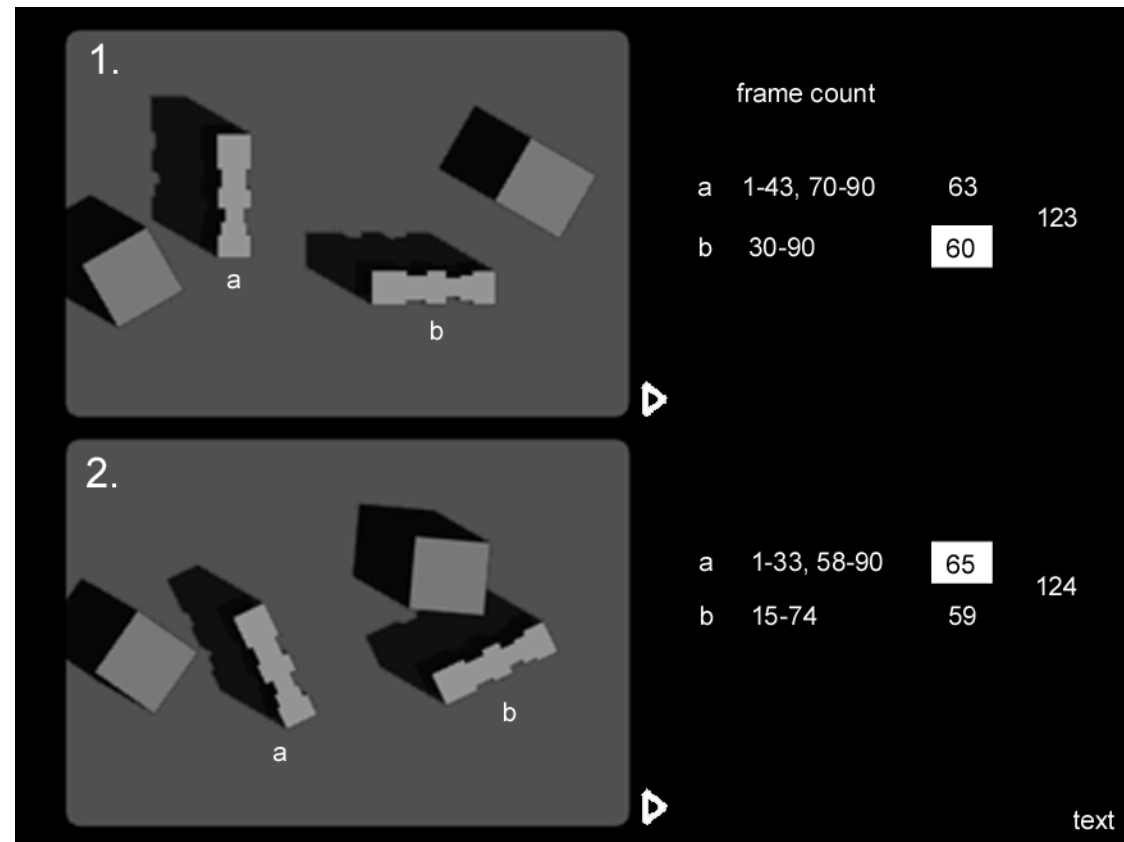 1.
frame count
a 1-43, 70-90 63
123
b 30-90 60
a
b
2.
a 1-33, 58-90 65
124
b 15-74 59
b
a
text